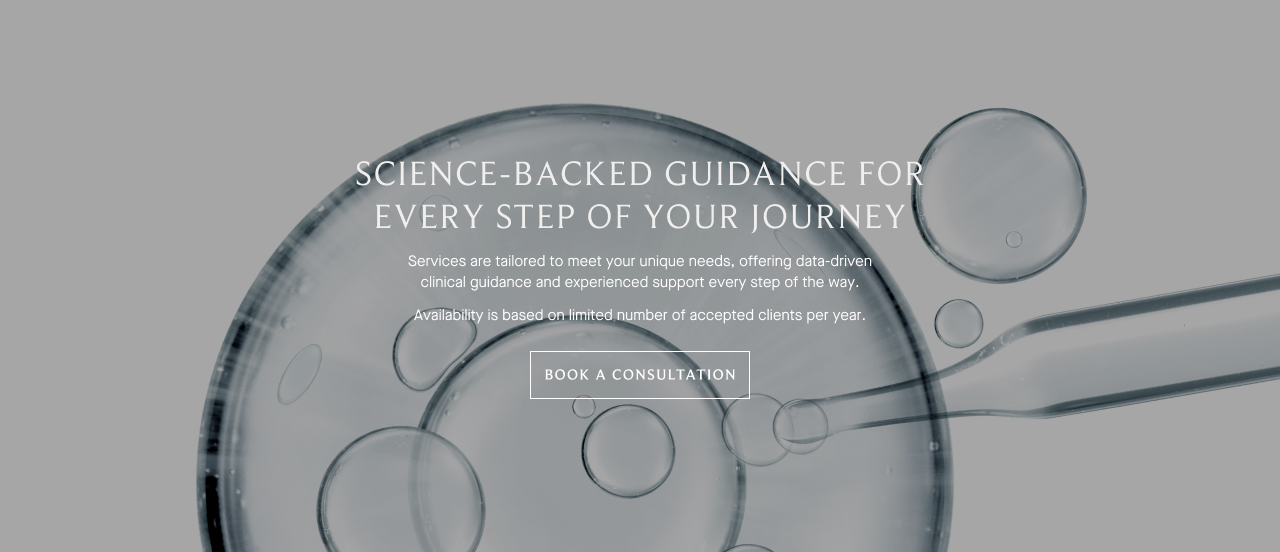 SCIENCE-BACKED GUIDANCE FOR
EVERY STEP OF YOUR JOURNEY
Services are tailored to meet your unique needs, offering data-driven
clinical guidance and experienced support every step of the way.
Availability is based on limited number of accepted clients per year.
BOOK A CONSULTATION